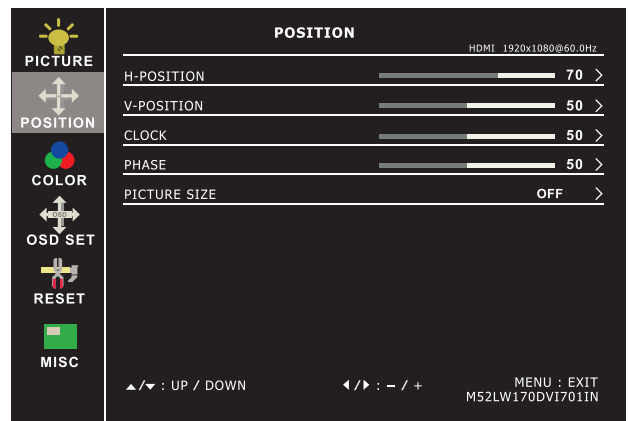 PICTURE
POSITION
COLOR
OSD
OSD SET
RESET
MISC
POSITION
HDMI 1920x1080@60.0Hz
H-POSITION 70 >
V-POSITION 50 >
CLOCK 50 >
PHASE 50 >
PICTURE SIZE OFF >
▲/▼ : UP / DOWN ◀/▶ : – / + MENU : EXIT
M52LW170DVI701IN